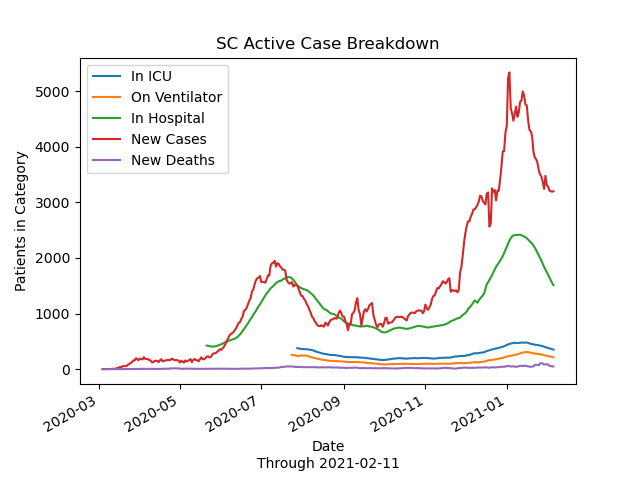 SC Active Case Breakdown
In ICU
On Ventilator
In Hospital
New Cases
New Deaths
Patients in Category
5000
4000
3000
2000
1000
0
2020-03
2020-05
2020-07
2020-09
2020-11
2021-01
Date
Through 2021-02-11